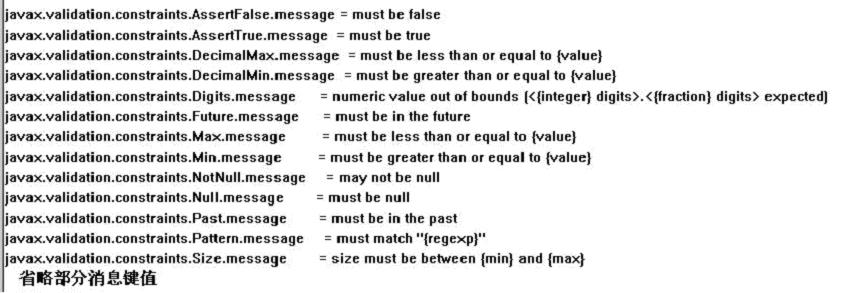 javax.validation.constraints.AssertFalse.message = must be false
javax.validation.constraints.AssertTrue.message = must be true
javax.validation.constraints.DecimalMax.message = must be less than or equal to {value}
javax.validation.constraints.DecimalMin.message = must be greater than or equal to {value}
javax.validation.constraints.Digits.message = numeric value out of bounds (<{integer} digits>.<{fraction} digits> expected)
javax.validation.constraints.Future.message = must be in the future
javax.validation.constraints.Max.message = must be less than or equal to {value}
javax.validation.constraints.Min.message = must be greater than or equal to {value}
javax.validation.constraints.NotNull.message = may not be null
javax.validation.constraints.Null.message = must be null
javax.validation.constraints.Past.message = must be in the past
javax.validation.constraints.Pattern.message = must match "{regexp}"
javax.validation.constraints.Size.message = size must be between {min} and {max}
省略部分消息键值